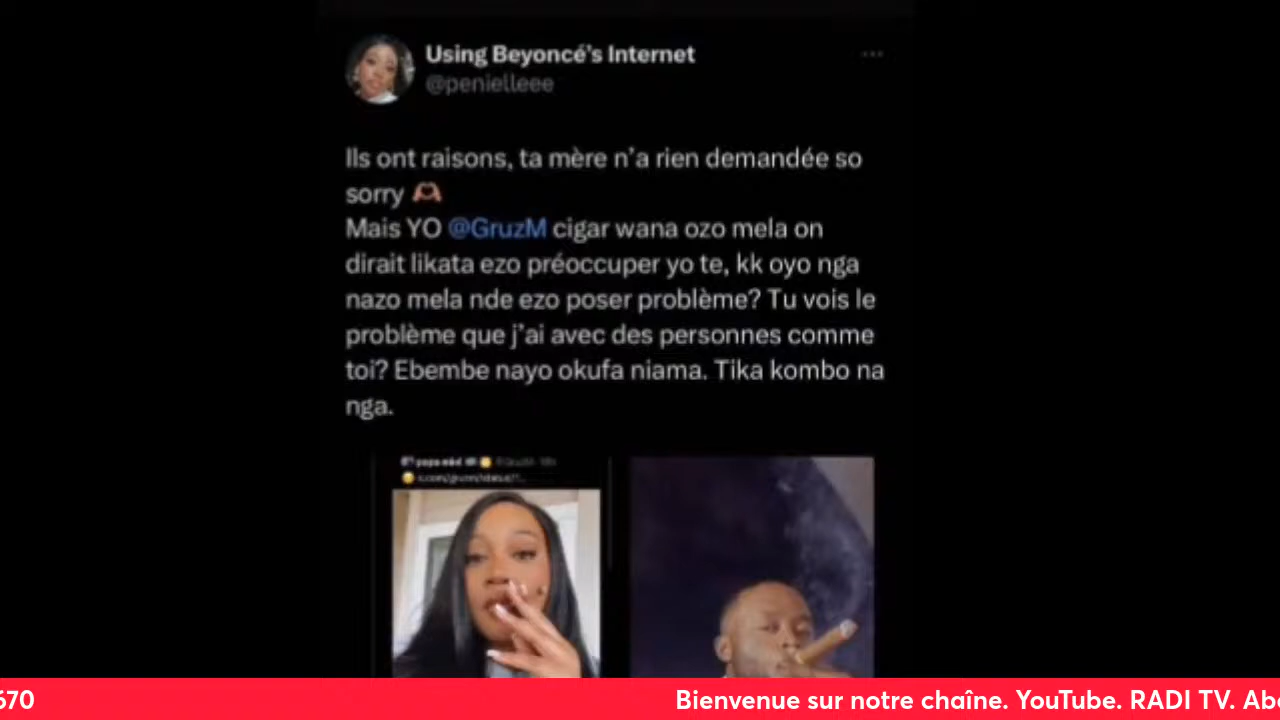 Using Beyoncé's Internet
@penielleee
Ils ont raisons, ta mère n'a rien demandée so
sorry 🫶🏽
Mais YO @GruzM cigar wana ozo mela on
dirait likata ezo préoccuper yo te, kk oyo nga
nazo mela nde ezo poser problème? Tu vois le
problème que j'ai avec des personnes comme
toi? Ebembe nayo okufa niama. Tika kombo na
nga.
670
Bienvenue sur notre chaîne. YouTube. RADI TV. Abo